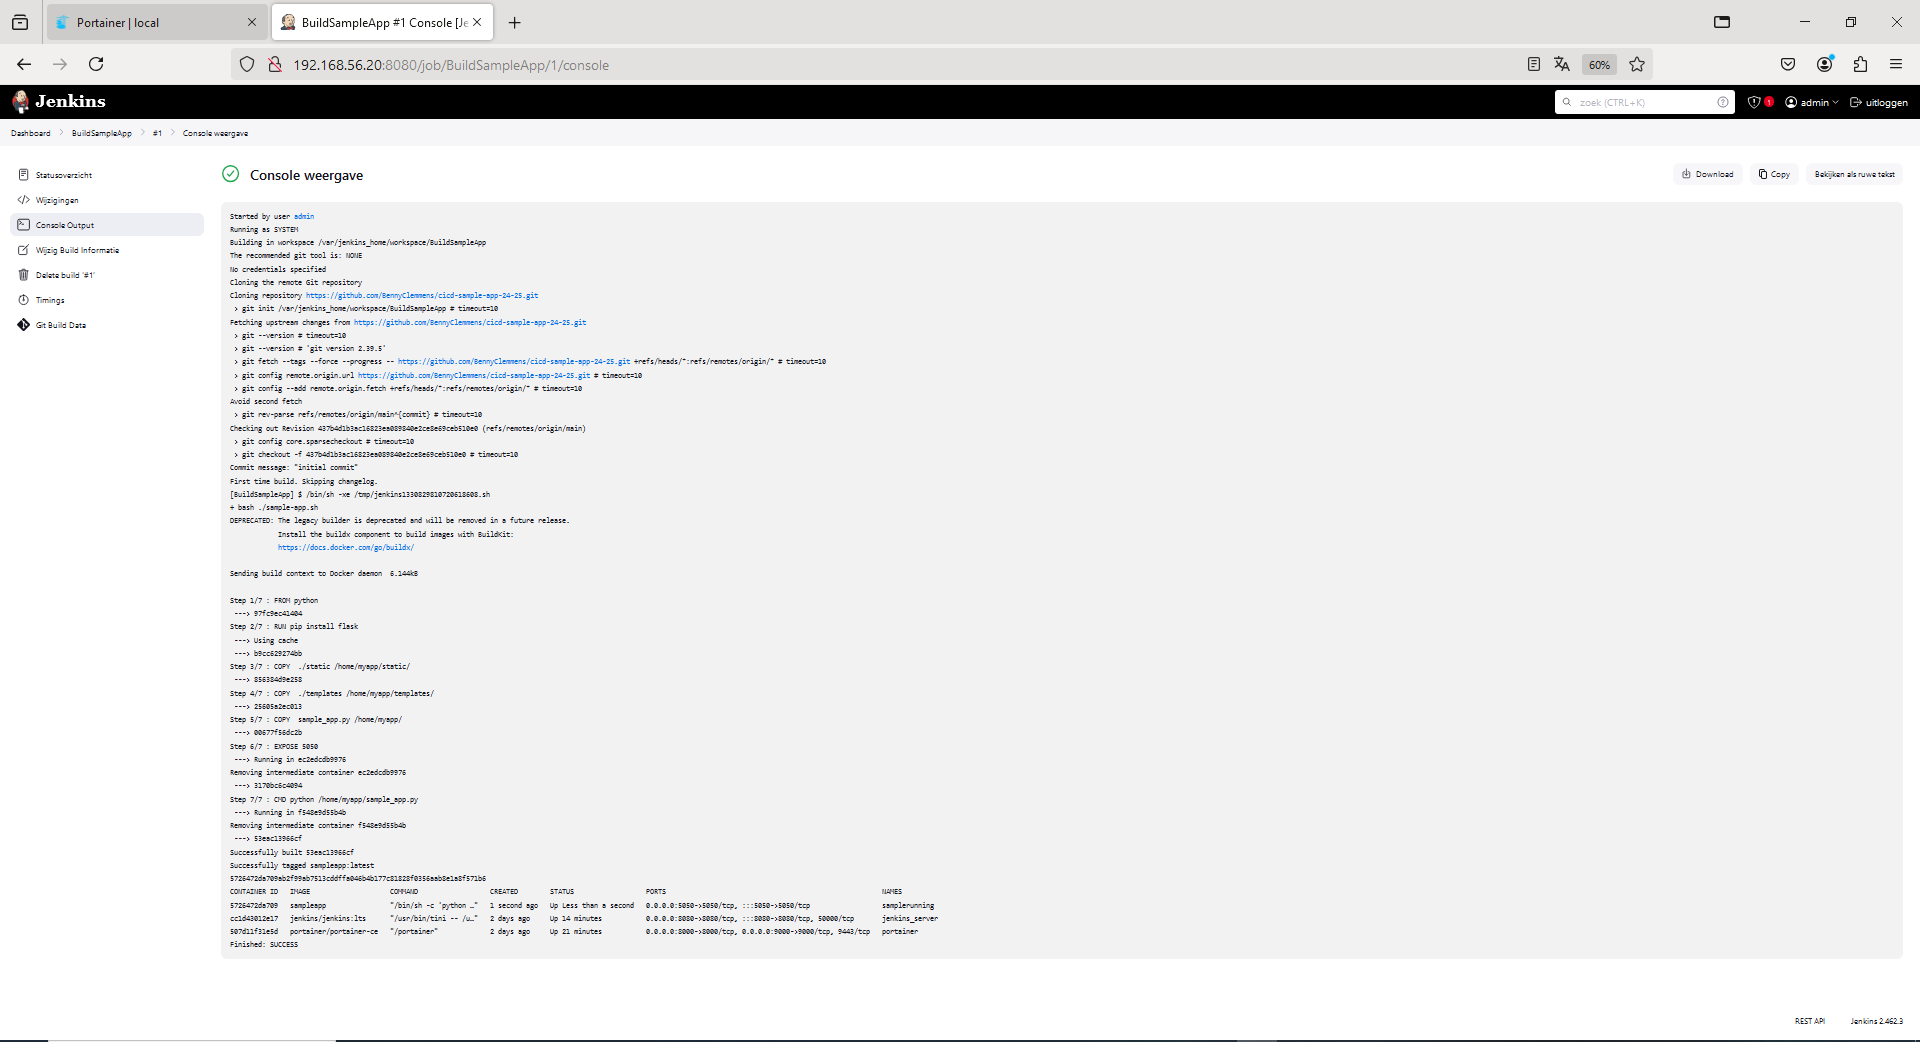 Portainer | local
BuildSampleApp #1 Console [Je
192.168.56.20:8080/job/BuildSampleApp/1/console
60%
Jenkins
zoek (CTRL+K)
1
admin
uitloggen
Dashboard
BuildSampleApp
#1
Console weergave
Statusoverzicht
Wijzigingen
Console Output
Wijzig Build Informatie
Delete build '#1'
Timings
Git Build Data
Console weergave
Download
Copy
Bekijken als ruwe tekst
Started by user admin
Running as SYSTEM
Building in workspace /var/jenkins_home/workspace/BuildSampleApp
The recommended git tool is: NONE
No credentials specified
Cloning the remote Git repository
Cloning repository https://github.com/BennyClemmens/cicd-sample-app-24-25.git
> git init /var/jenkins_home/workspace/BuildSampleApp # timeout=10
Fetching upstream changes from https://github.com/BennyClemmens/cicd-sample-app-24-25.git
> git --version # timeout=10
> git --version # 'git version 2.39.5'
> git fetch --tags --force --progress -- https://github.com/BennyClemmens/cicd-sample-app-24-25.git +refs/heads/*:refs/remotes/origin/* # timeout=10
> git config remote.origin.url https://github.com/BennyClemmens/cicd-sample-app-24-25.git # timeout=10
> git config --add remote.origin.fetch +refs/heads/*:refs/remotes/origin/* # timeout=10
Avoid second fetch
> git rev-parse refs/remotes/origin/main^{commit} # timeout=10
Checking out Revision 437b4d1b3ac16823ea089840e2ce8e69ceb510e0 (refs/remotes/origin/main)
> git config core.sparsecheckout # timeout=10
> git checkout -f 437b4d1b3ac16823ea089840e2ce8e69ceb510e0 # timeout=10
Commit message: "initial commit"
First time build. Skipping changelog.
[BuildSampleApp] $ /bin/sh -xe /tmp/jenkins1330829810720618608.sh
+ bash ./sample-app.sh
DEPRECATED: The legacy builder is deprecated and will be removed in a future release.
Install the buildx component to build images with BuildKit:
https://docs.docker.com/go/buildx/
Sending build context to Docker daemon  6.144kB
Step 1/7 : FROM python
---> 97fc9ec41404
Step 2/7 : RUN pip install flask
---> Using cache
---> b9cc629274bb
Step 3/7 : COPY  ./static /home/myapp/static/
---> 856384d9e258
Step 4/7 : COPY  ./templates /home/myapp/templates/
---> 25605a2ec013
Step 5/7 : COPY  sample_app.py /home/myapp/
---> 00677f56dc2b
Step 6/7 : EXPOSE 5050
---> Running in ec2edcdb9976
Removing intermediate container ec2edcdb9976
---> 3170bc6c4094
Step 7/7 : CMD python /home/myapp/sample_app.py
---> Running in f548e9d55b4b
Removing intermediate container f548e9d55b4b
---> 53eac13966cf
Successfully built 53eac13966cf
Successfully tagged sampleapp:latest
5726472da709ab2f99ab7513cddffa046b4b177c81828f0356aab8e1a8f571b6
CONTAINER ID   IMAGE   COMMAND   CREATED   STATUS   PORTS   NAMES
5726472da709   sampleapp   "/bin/sh -c 'python …"   1 second ago   Up Less than a second   0.0.0.0:5050->5050/tcp, :::5050->5050/tcp   samplerunning
cc1d43012e17   jenkins/jenkins:lts   "/usr/bin/tini -- /u…"   2 days ago   Up 14 minutes   0.0.0.0:8080->8080/tcp, :::8080->8080/tcp, 50000/tcp   jenkins_server
507d11f31e5d   portainer/portainer-ce   "/portainer"   2 days ago   Up 21 minutes   0.0.0.0:8000->8000/tcp, 0.0.0.0:9000->9000/tcp, 9443/tcp   portainer
Finished: SUCCESS
REST API
Jenkins 2.462.3